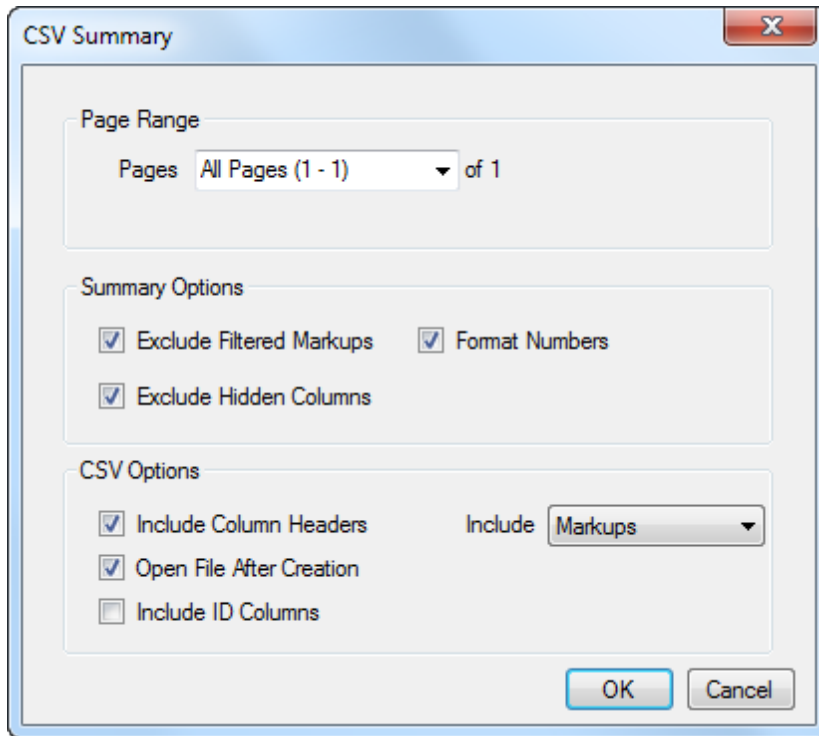 CSV Summary
Page Range
Pages All Pages (1 - 1) of 1
Summary Options
Exclude Filtered Markups Format Numbers
Exclude Hidden Columns
CSV Options
Include Column Headers Include Markups
Open File After Creation
Include ID Columns
OK Cancel